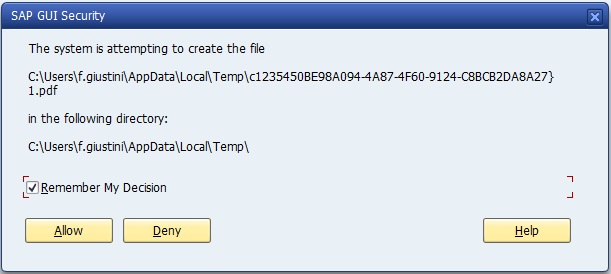 SAP GUI Security
The system is attempting to create the file
C:\Users\f.giustini\AppData\Local\Temp\c1235450BE98A094-4A87-4F60-9124-C8BCB2DA8A27}
1.pdf
in the following directory:
C:\Users\f.giustini\AppData\Local\Temp\
Remember My Decision
Allow Deny Help